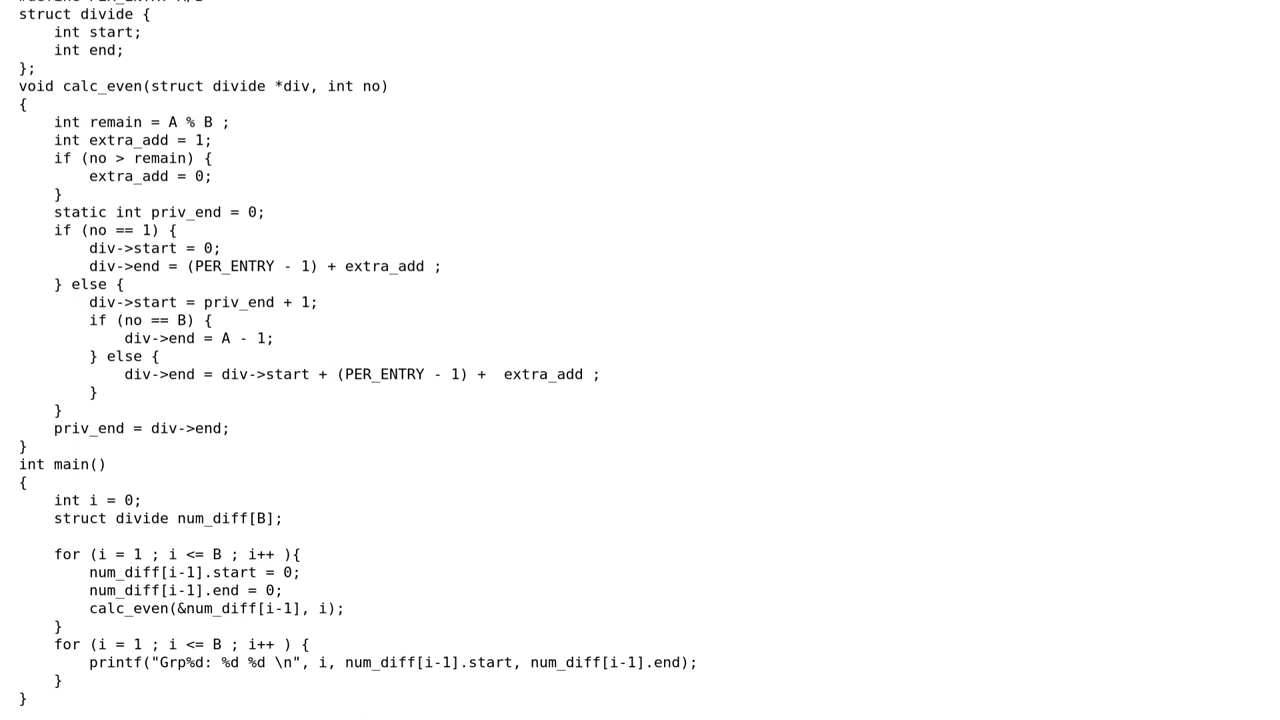 struct divide {
    int start;
    int end;
};
void calc_even(struct divide *div, int no)
{
    int remain = A % B ;
    int extra_add = 1;
    if (no > remain) {
        extra_add = 0;
    }
    static int priv_end = 0;
    if (no == 1) {
        div->start = 0;
        div->end = (PER_ENTRY - 1) + extra_add ;
    } else {
        div->start = priv_end + 1;
        if (no == B) {
            div->end = A - 1;
        } else {
            div->end = div->start + (PER_ENTRY - 1) +  extra_add ;
        }
    }
    priv_end = div->end;
}
int main()
{
    int i = 0;
    struct divide num_diff[B];

    for (i = 1 ; i <= B ; i++ ){
        num_diff[i-1].start = 0;
        num_diff[i-1].end = 0;
        calc_even(&num_diff[i-1], i);
    }
    for (i = 1 ; i <= B ; i++ ) {
        printf("Grp%d: %d %d \n", i, num_diff[i-1].start, num_diff[i-1].end);
    }
}